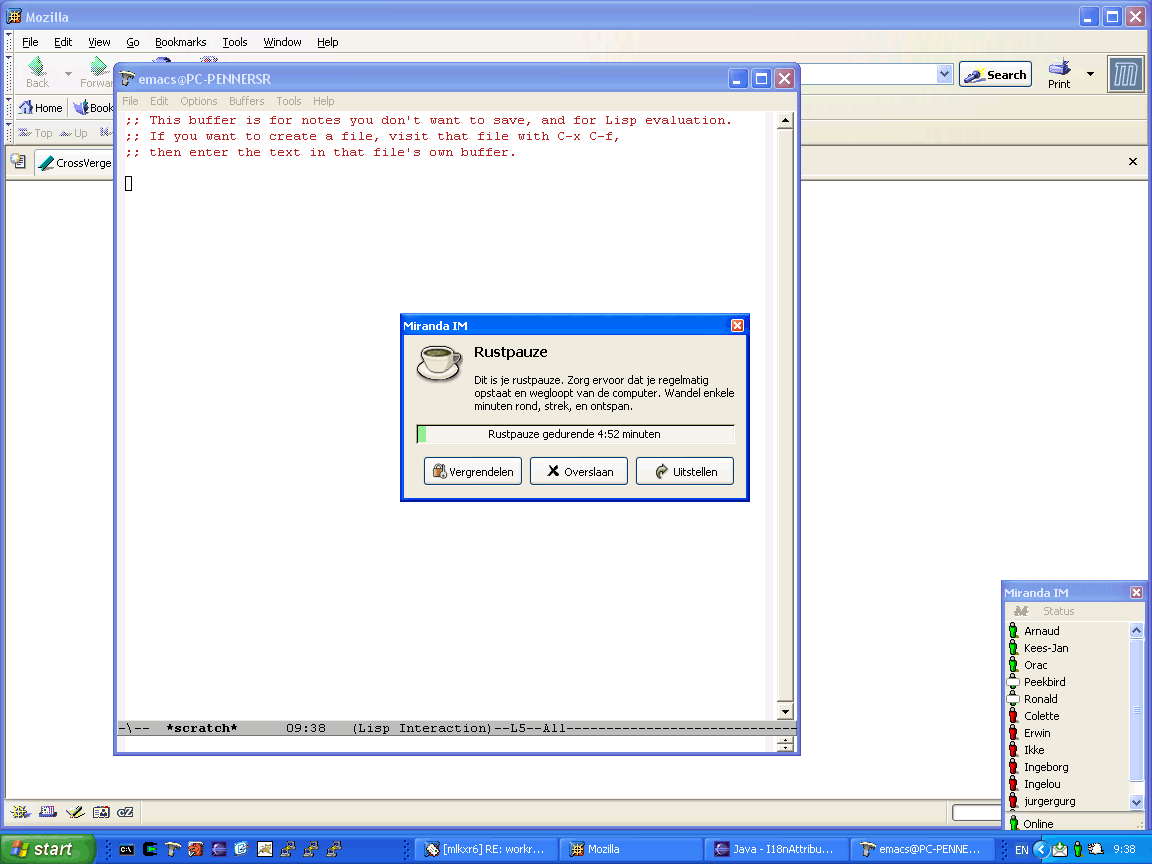 Mozilla
File Edit View Go Bookmarks Tools Window Help
Back Forwar
Search Print
Home Book
Top Up
CrossVerge
emacs@PC-PENNERSR
File Edit Options Buffers Tools Help
;; This buffer is for notes you don't want to save, and for Lisp evaluation.
;; If you want to create a file, visit that file with C-x C-f,
;; then enter the text in that file's own buffer.
Miranda IM
Rustpauze
Dit is je rustpauze. Zorg ervoor dat je regelmatig
opstaat en wegloopt van de computer. Wandel enkele
minuten rond, strek, en ontspan.
Rustpauze gedurende 4:52 minuten
Vergrendelen Overslaan Uitstellen
-\-- *scratch* 09:38 (Lisp Interaction)--L5--All-----------------------------
Miranda IM
Status
Arnaud
Kees-Jan
Orac
Peekbird
Ronald
Colette
Erwin
Ikke
Ingeborg
Ingelou
jurgergurg
Online
cZ
start C:\ [mlkxr6] RE: workr... Mozilla Java - I18nAttribu... emacs@PC-PENNE... EN 9:38